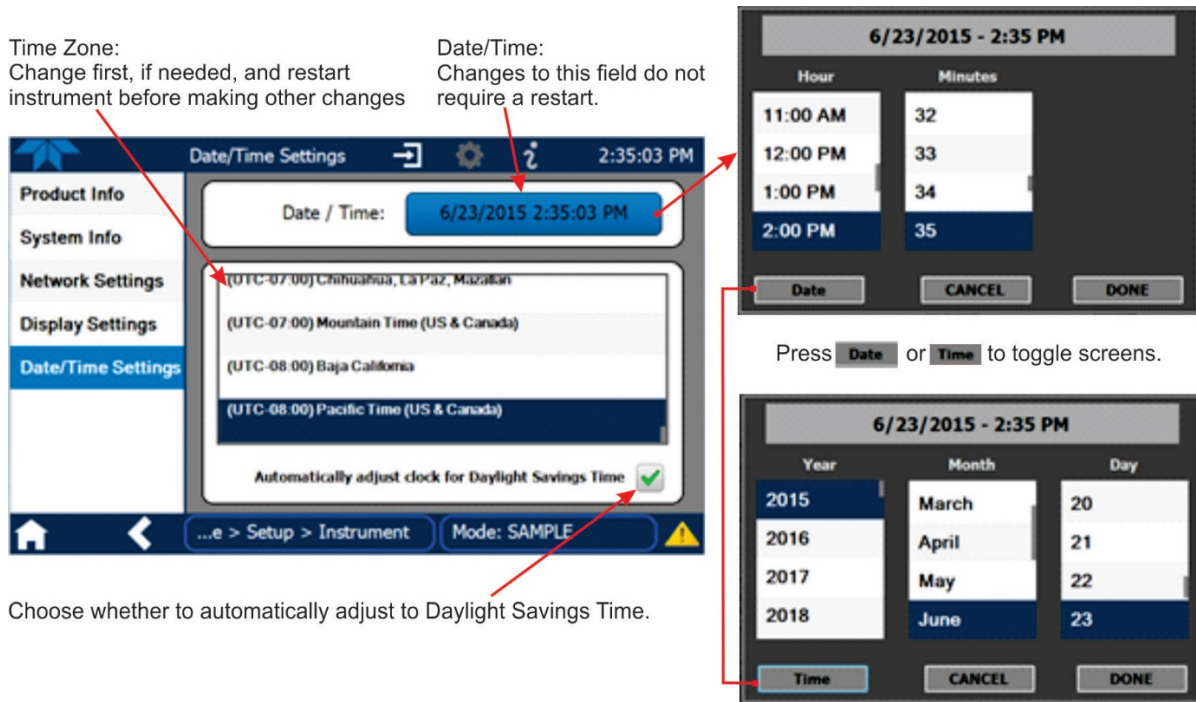 Time Zone:
Change first, if needed, and restart
instrument before making other changes
Date/Time:
Changes to this field do not
require a restart.
Date/Time Settings
2:35:03 PM
Product Info
System Info
Network Settings
Display Settings
Date/Time Settings
Date / Time:
6/23/2015 2:35:03 PM
(UTC-07:00) Chihuahua, La Paz, Mazatlan
(UTC-07:00) Mountain Time (US & Canada)
(UTC-08:00) Baja California
(UTC-08:00) Pacific Time (US & Canada)
Automatically adjust clock for Daylight Savings Time
...e > Setup > Instrument
Mode: SAMPLE
Choose whether to automatically adjust to Daylight Savings Time.
6/23/2015 - 2:35 PM
Hour Minutes
11:00 AM 32
12:00 PM 33
1:00 PM 34
2:00 PM 35
Date CANCEL DONE
Press Date or Time to toggle screens.
6/23/2015 - 2:35 PM
Year Month Day
2015 March 20
2016 April 21
2017 May 22
2018 June 23
Time CANCEL DONE